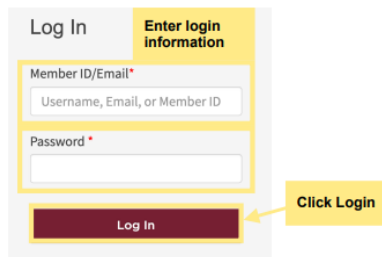 Log In
Enter login
information
Member ID/Email*
Username, Email, or Member ID
Password *
Click Login
Log In